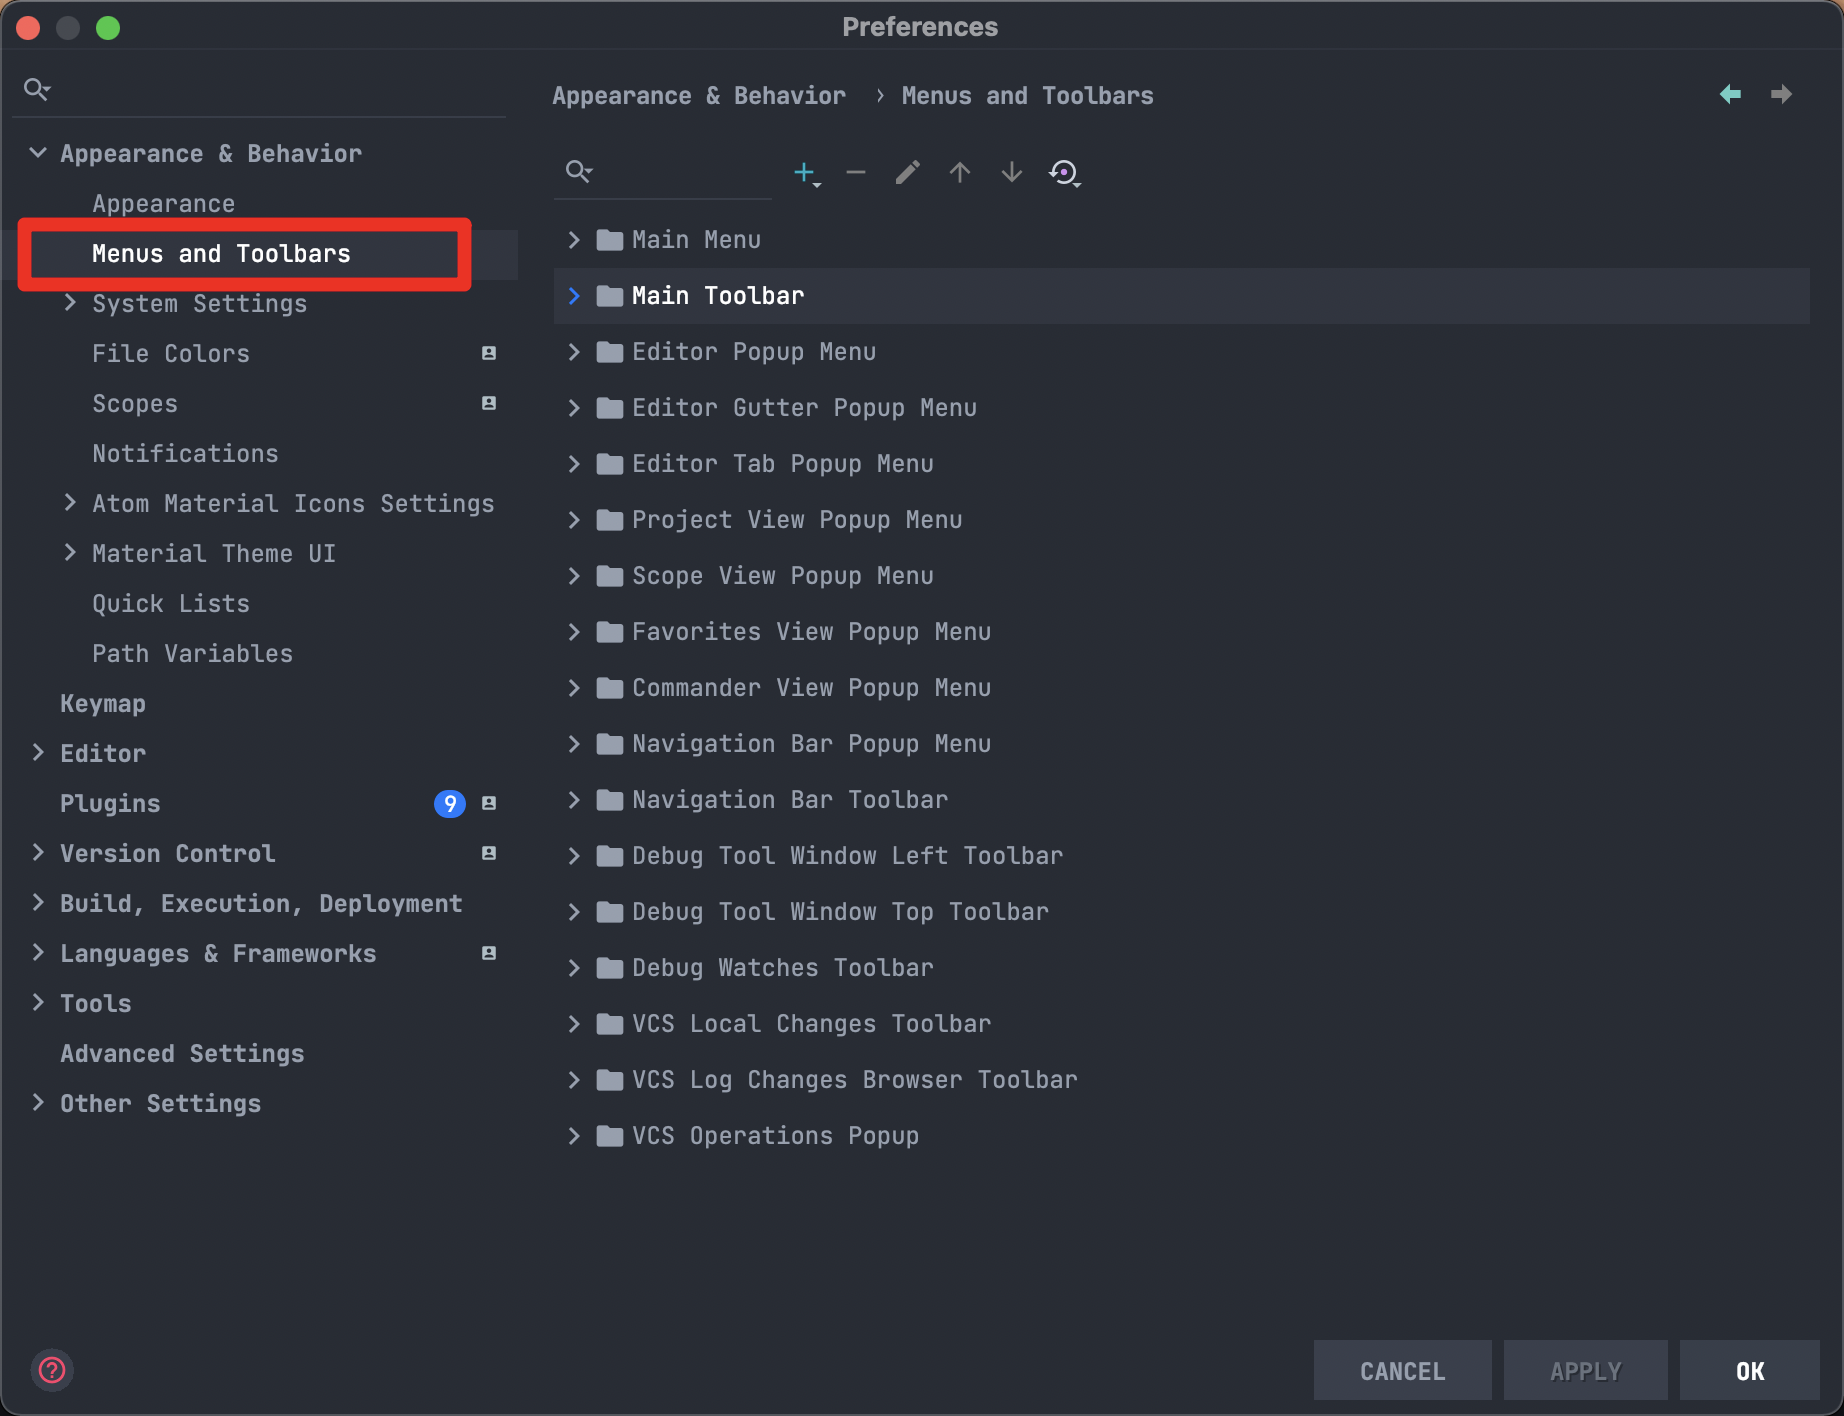 Preferences
Appearance & Behavior
Appearance
Menus and Toolbars
System Settings
File Colors
Scopes
Notifications
Atom Material Icons Settings
Material Theme UI
Quick Lists
Path Variables
Keymap
Editor
Plugins 9
Version Control
Build, Execution, Deployment
Languages & Frameworks
Tools
Advanced Settings
Other Settings
Appearance & Behavior › Menus and Toolbars
Main Menu
Main Toolbar
Editor Popup Menu
Editor Gutter Popup Menu
Editor Tab Popup Menu
Project View Popup Menu
Scope View Popup Menu
Favorites View Popup Menu
Commander View Popup Menu
Navigation Bar Popup Menu
Navigation Bar Toolbar
Debug Tool Window Left Toolbar
Debug Tool Window Top Toolbar
Debug Watches Toolbar
VCS Local Changes Toolbar
VCS Log Changes Browser Toolbar
VCS Operations Popup
?
CANCEL APPLY OK